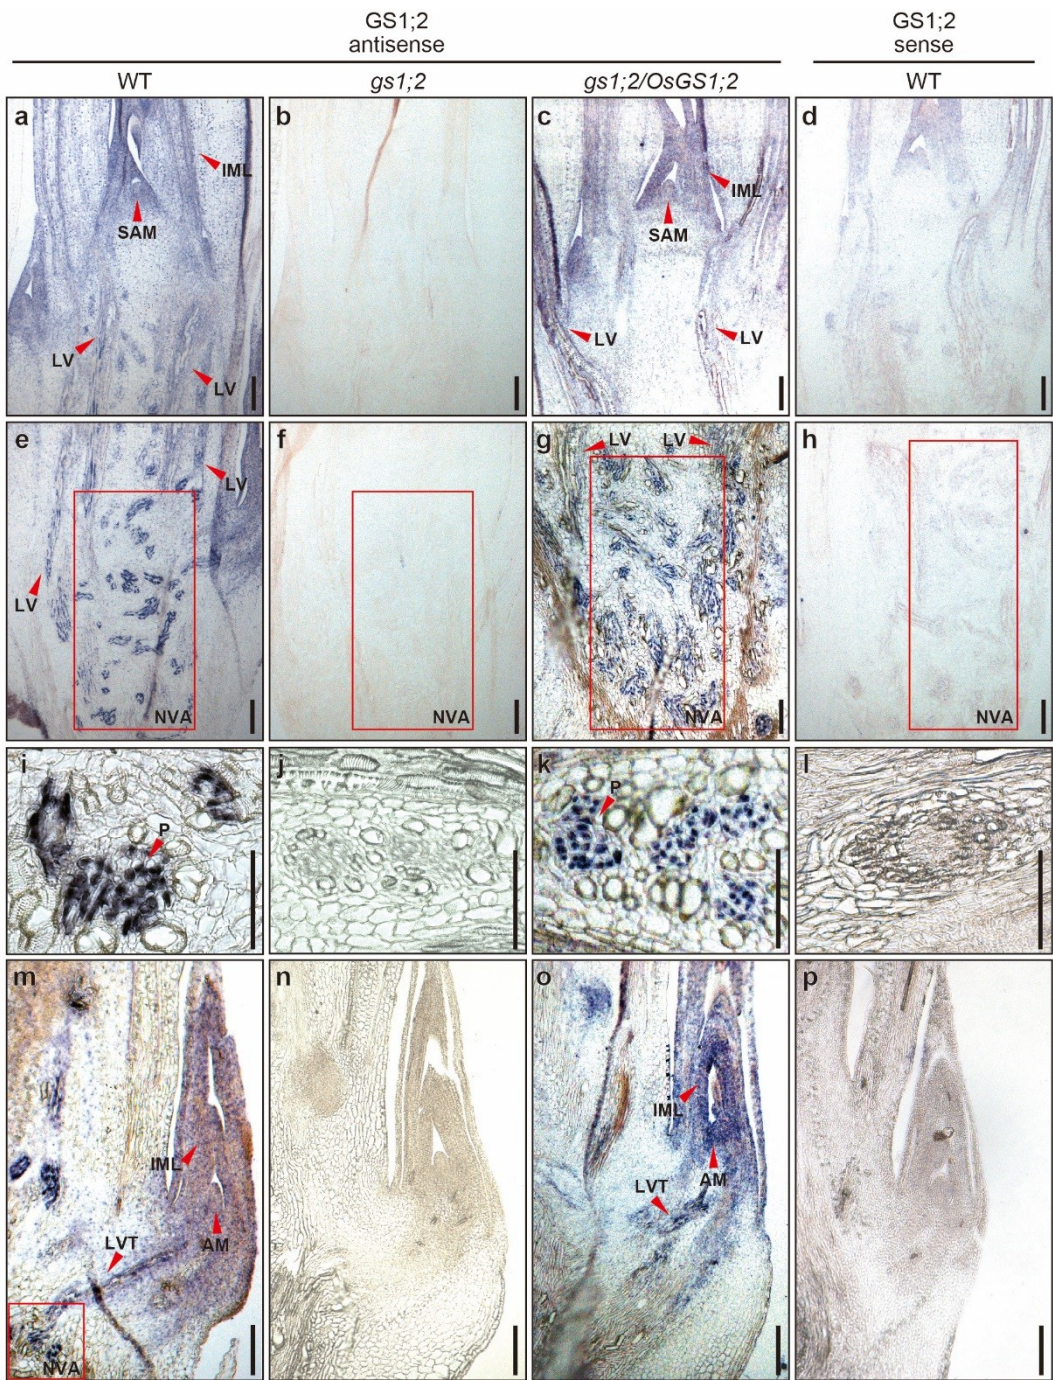 GS1;2
antisense
GS1;2
sense
WT
gs1;2
gs1;2/OsGS1;2
WT
a
IML
SAM
LV
LV
b
c
IML
SAM
LV
LV
d
e
LV
LV
NVA
f
NVA
g
LV
LV
NVA
h
NVA
i
P
j
k
P
l
m
IML
AM
LVT
NVA
n
o
IML
AM
LVT
p